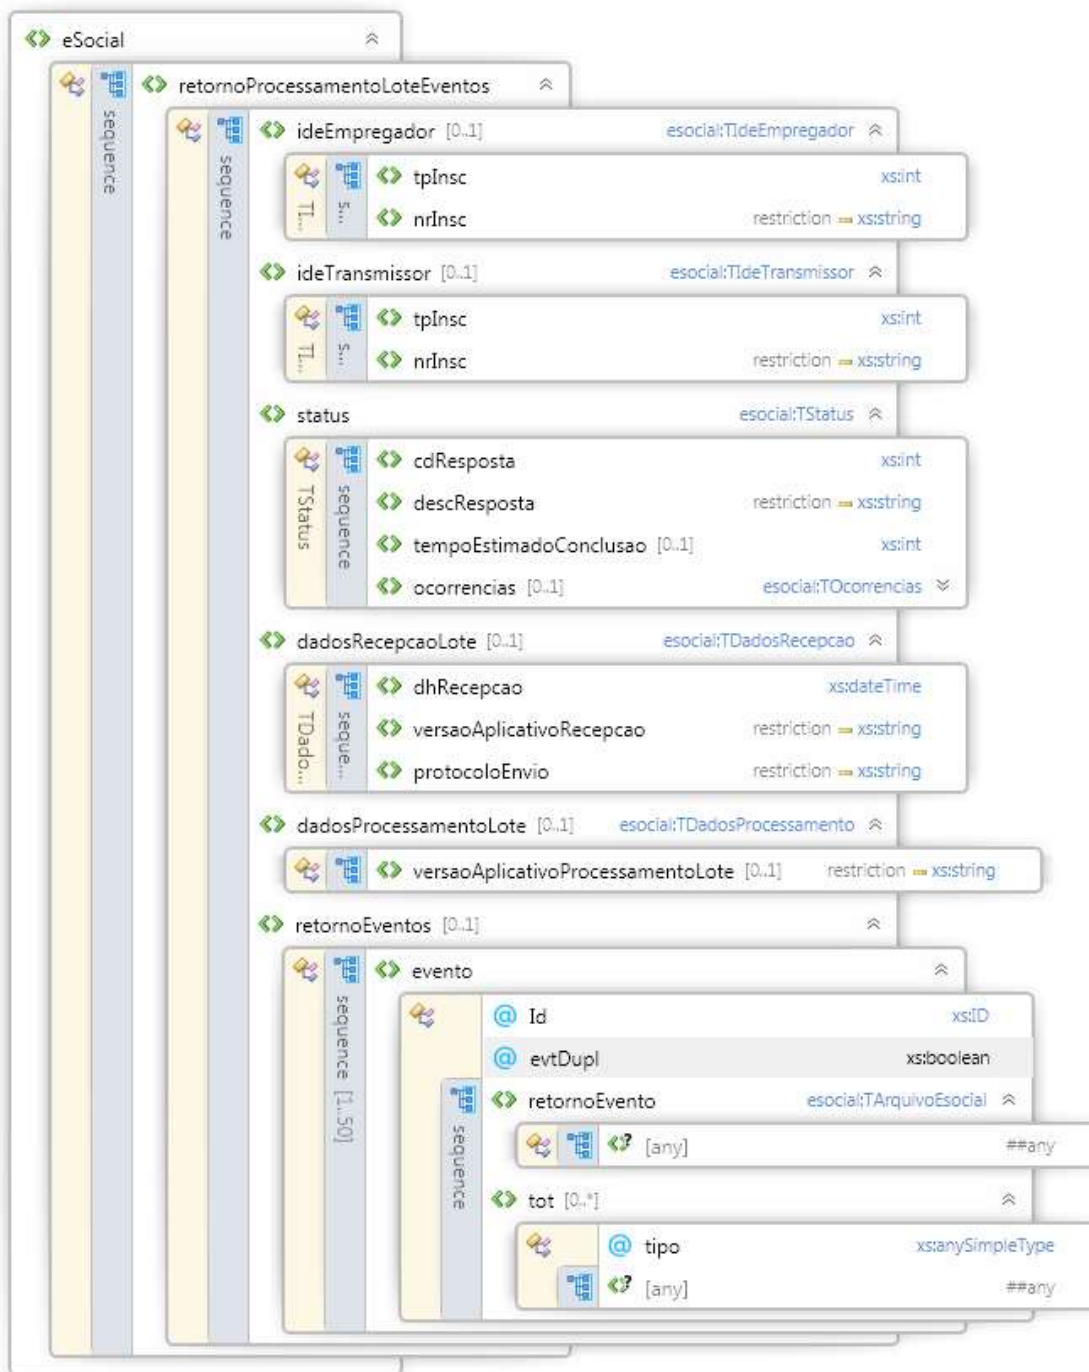 eSocial
sequence
retornoProcessamentoLoteEventos
sequence
ideEmpregador [0..1] esocial:TIdeEmpregador
TI... s...
tpInsc xs:int
nrInsc restriction xs:string
ideTransmissor [0..1] esocial:TIdeTransmissor
TI... s...
tpInsc xs:int
nrInsc restriction xs:string
status esocial:TStatus
TStatus sequence
cdResposta xs:int
descResposta restriction xs:string
tempoEstimadoConclusao [0..1] xs:int
ocorrencias [0..1] esocial:TOcorrencias
dadosRecepcaoLote [0..1] esocial:TDadosRecepcao
TDado... seque...
dhRecepcao xs:dateTime
versaoAplicativoRecepcao restriction xs:string
protocoloEnvio restriction xs:string
dadosProcessamentoLote [0..1] esocial:TDadosProcessamento
versaoAplicativoProcessamentoLote [0..1] restriction xs:string
retornoEventos [0..1]
sequence [1..50]
evento
@ Id xs:ID
@ evtDupl xs:boolean
sequence
retornoEvento esocial:TArquivoEsocial
[any] ##any
tot [0..*]
@ tipo xs:anySimpleType
[any] ##any